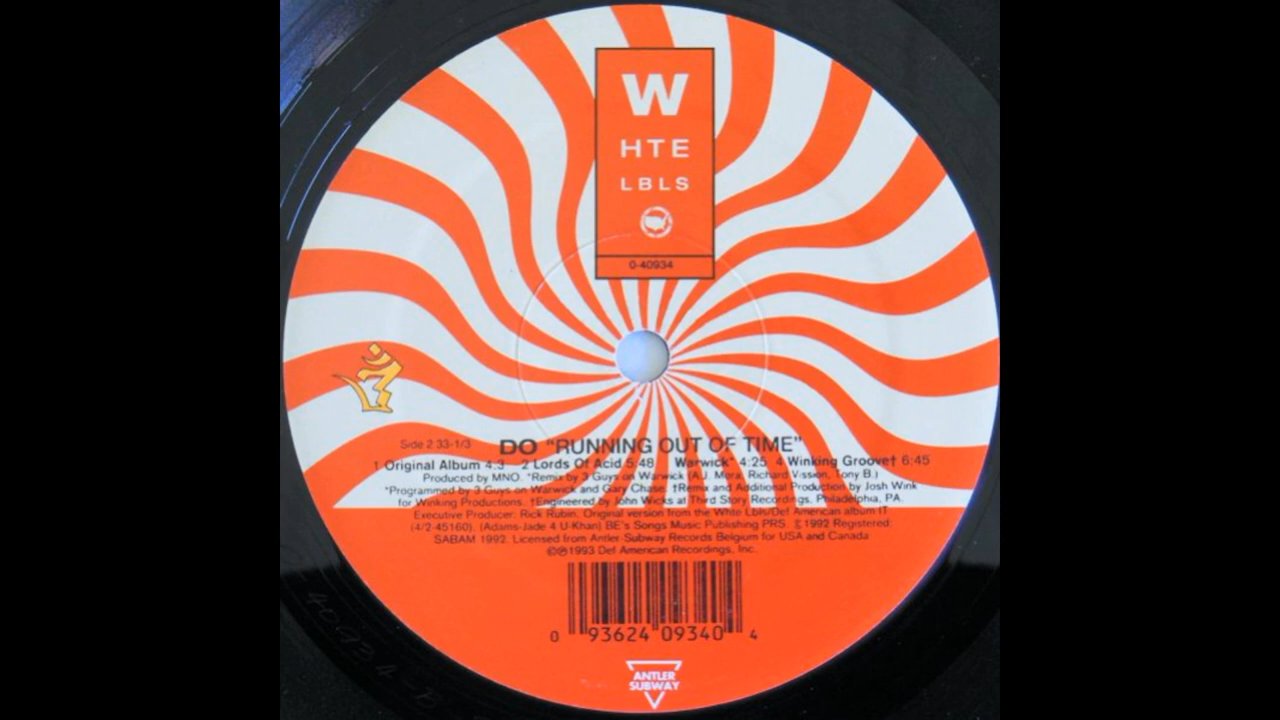 W
HTE
LBLS
0-40934
Side 2 33-1/3 DO "RUNNING OUT OF TIME"
1 Original Album 4:3 2 Lords Of Acid 5:48 Warwick* 4:25 4 Winking Groove† 6:45
Produced by MNO. *Remix by 3 Guys on Warwick (A.J. Mora, Richard Vission, Tony B.)
*Programmed by 3 Guys on Warwick and Gary Chase. †Remix and Additional Production by Josh Wink
for Winking Productions. †Engineered by John Wicks at Third Story Recordings, Philadelphia, PA.
Executive Producer: Rick Rubin. Original version from the Whte Lbls/Def American album IT
(4/2-45160). (Adams-Jade 4 U-Khan) BE's Songs Music Publishing PRS. ©1992 Registered:
SABAM 1992. Licensed from Antler-Subway Records Belgium for USA and Canada
©℗1993 Def American Recordings, Inc.
0 93624 09340 4
ANTLER
SUBWAY